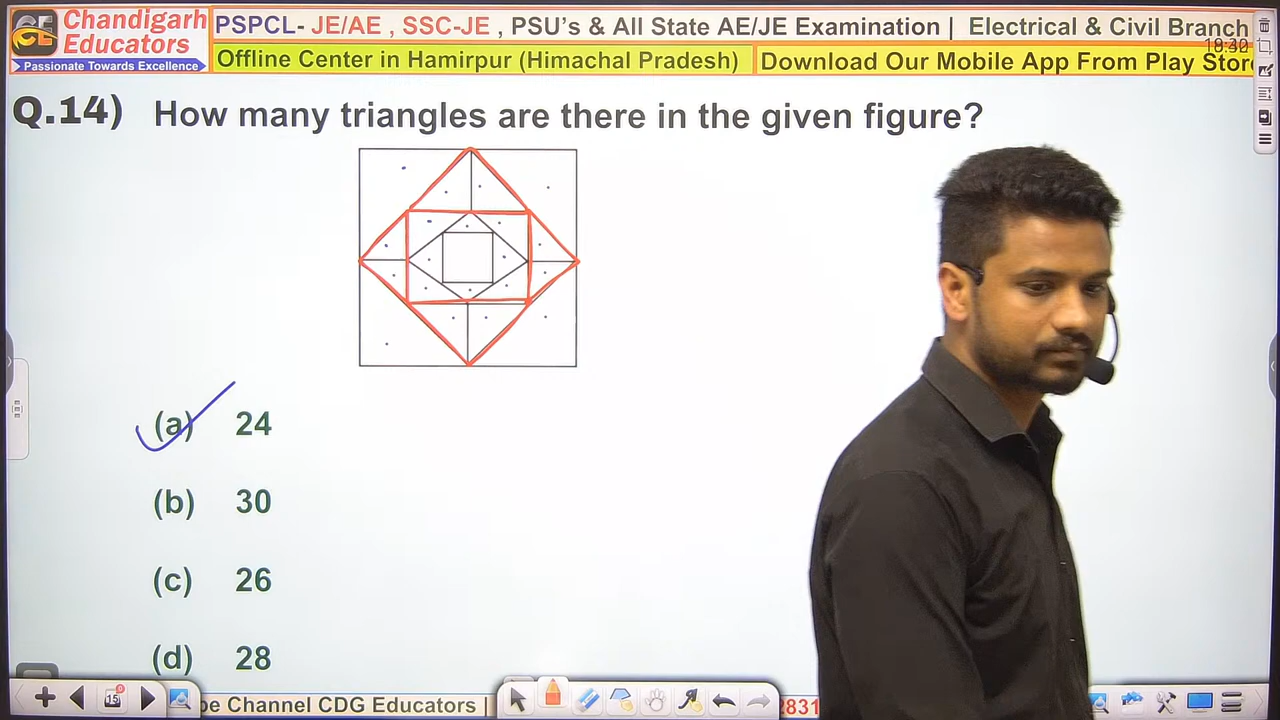 Chandigarh
Educators
Passionate Towards Excellence
PSPCL- JE/AE , SSC-JE , PSU's & All State AE/JE Examination | Electrical & Civil Branch
18:30
Offline Center in Hamirpur (Himachal Pradesh)
Download Our Mobile App From Play Store
Q.14) How many triangles are there in the given figure?
(a) 24
(b) 30
(c) 26
(d) 28
15
be Channel CDG Educators |
2831